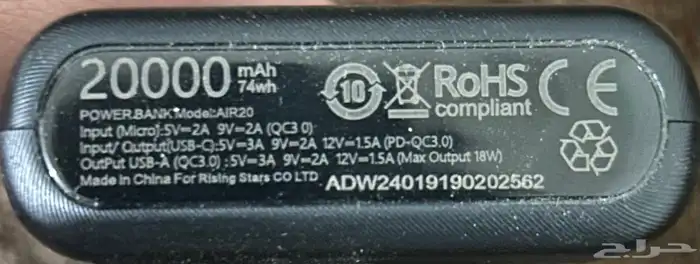 20000 mAh
74wh
POWER.BANK Model:AIR20
Input (Micro):5V=2A 9V=2A (QC3.0)
Input/ Qutput(USB-C):5V=3A 9V=2A 12V=1.5A (PD-QC3.0)
OutPut USB-A (QC3.0) :5V=3A 9V=2A 12V=1.5A (Max Output 18W)
Made In China For Rising Stars CO LTD
10
RoHS
compliant
CE
ADW24019190202562
حراج